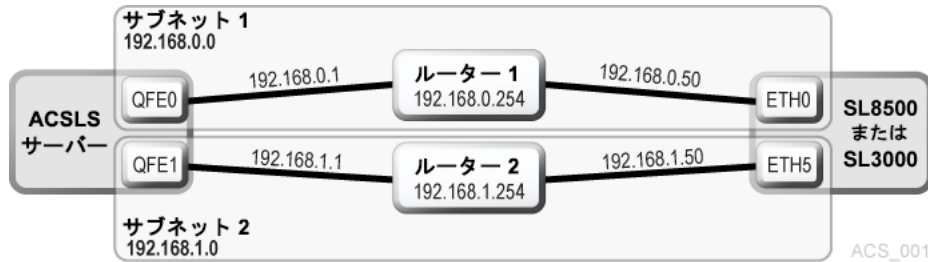 サブネット 1
192.168.0.0
ACSLS
サーバー
QFE0
192.168.0.1
ルーター 1
192.168.0.254
192.168.0.50
ETH0
SL8500
または
SL3000
QFE1
192.168.1.1
ルーター 2
192.168.1.254
192.168.1.50
ETH5
サブネット 2
192.168.1.0
ACS_001